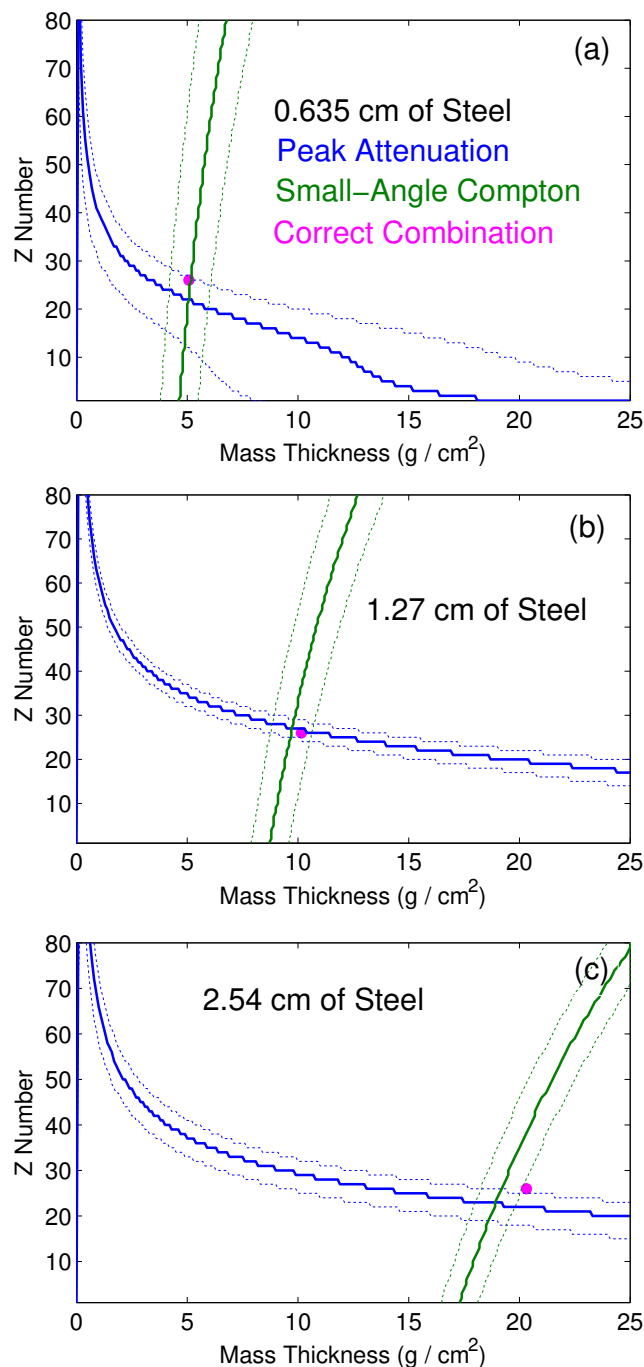 (a)
0.635 cm of Steel
Peak Attenuation
Small−Angle Compton
Correct Combination
Z Number
80
70
60
50
40
30
20
10
0 5 10 15 20 25
Mass Thickness (g / cm²)
(b)
1.27 cm of Steel
Z Number
80
70
60
50
40
30
20
10
0 5 10 15 20 25
Mass Thickness (g / cm²)
(c)
2.54 cm of Steel
Z Number
80
70
60
50
40
30
20
10
0 5 10 15 20 25
Mass Thickness (g / cm²)